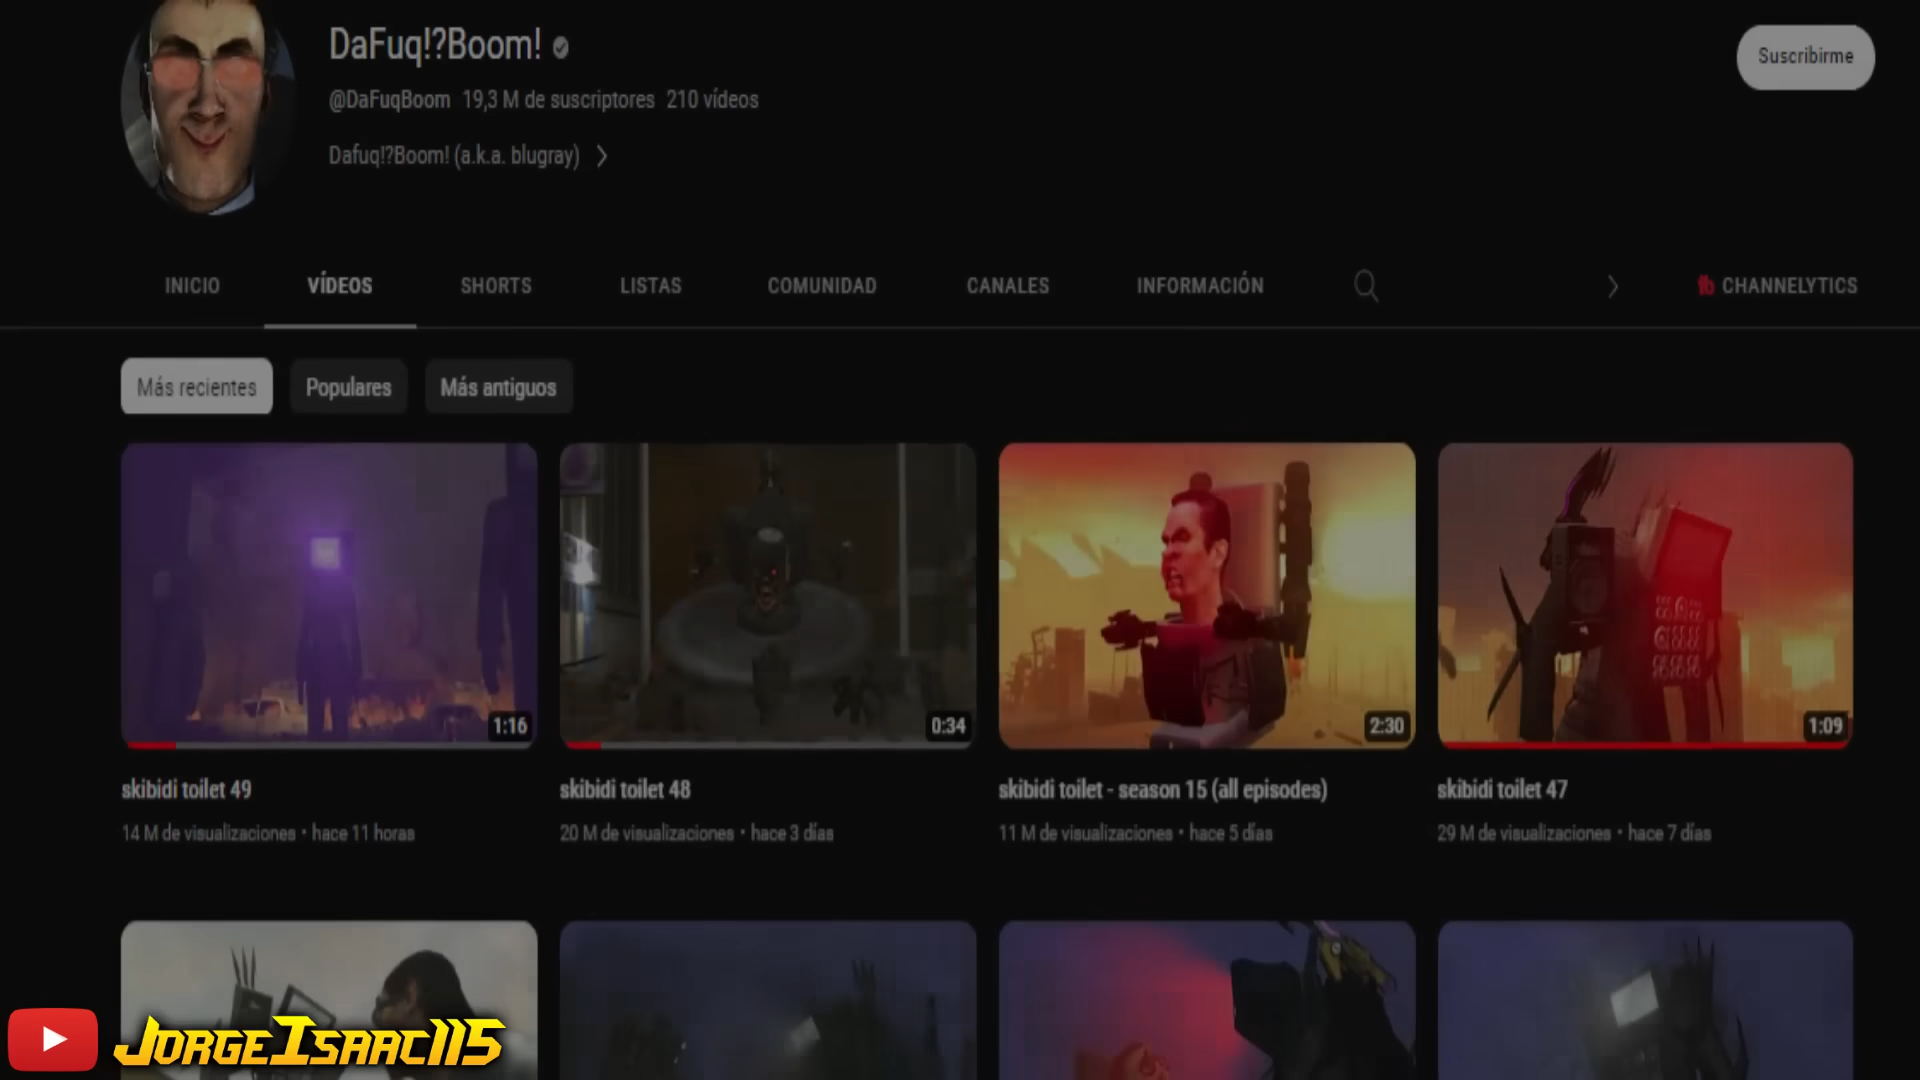 DaFuq!?Boom!
Suscribirme
@DaFuqBoom 19,3 M de suscriptores 210 vídeos
Dafuq!?Boom! (a.k.a. blugray)
INICIO VÍDEOS SHORTS LISTAS COMUNIDAD CANALES INFORMACIÓN CHANNELYTICS
Más recientes Populares Más antiguos
1:16 0:34 2:30 1:09
skibidi toilet 49
14 M de visualizaciones • hace 11 horas
skibidi toilet 48
20 M de visualizaciones • hace 3 días
skibidi toilet - season 15 (all episodes)
11 M de visualizaciones • hace 5 días
skibidi toilet 47
29 M de visualizaciones • hace 7 días
JORGEISAAC115